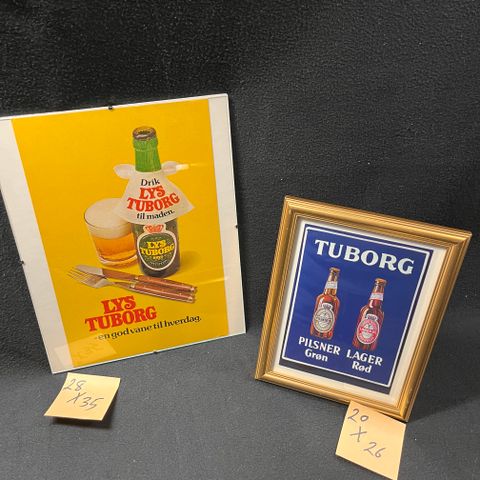 Drik
LYS
TUBORG
til maden.
LYS TUBORG
LYS
TUBORG
-en god vane til hverdag.
28
X 35
TUBORG
PILSNER LAGER
Grøn Rød
20
X
26